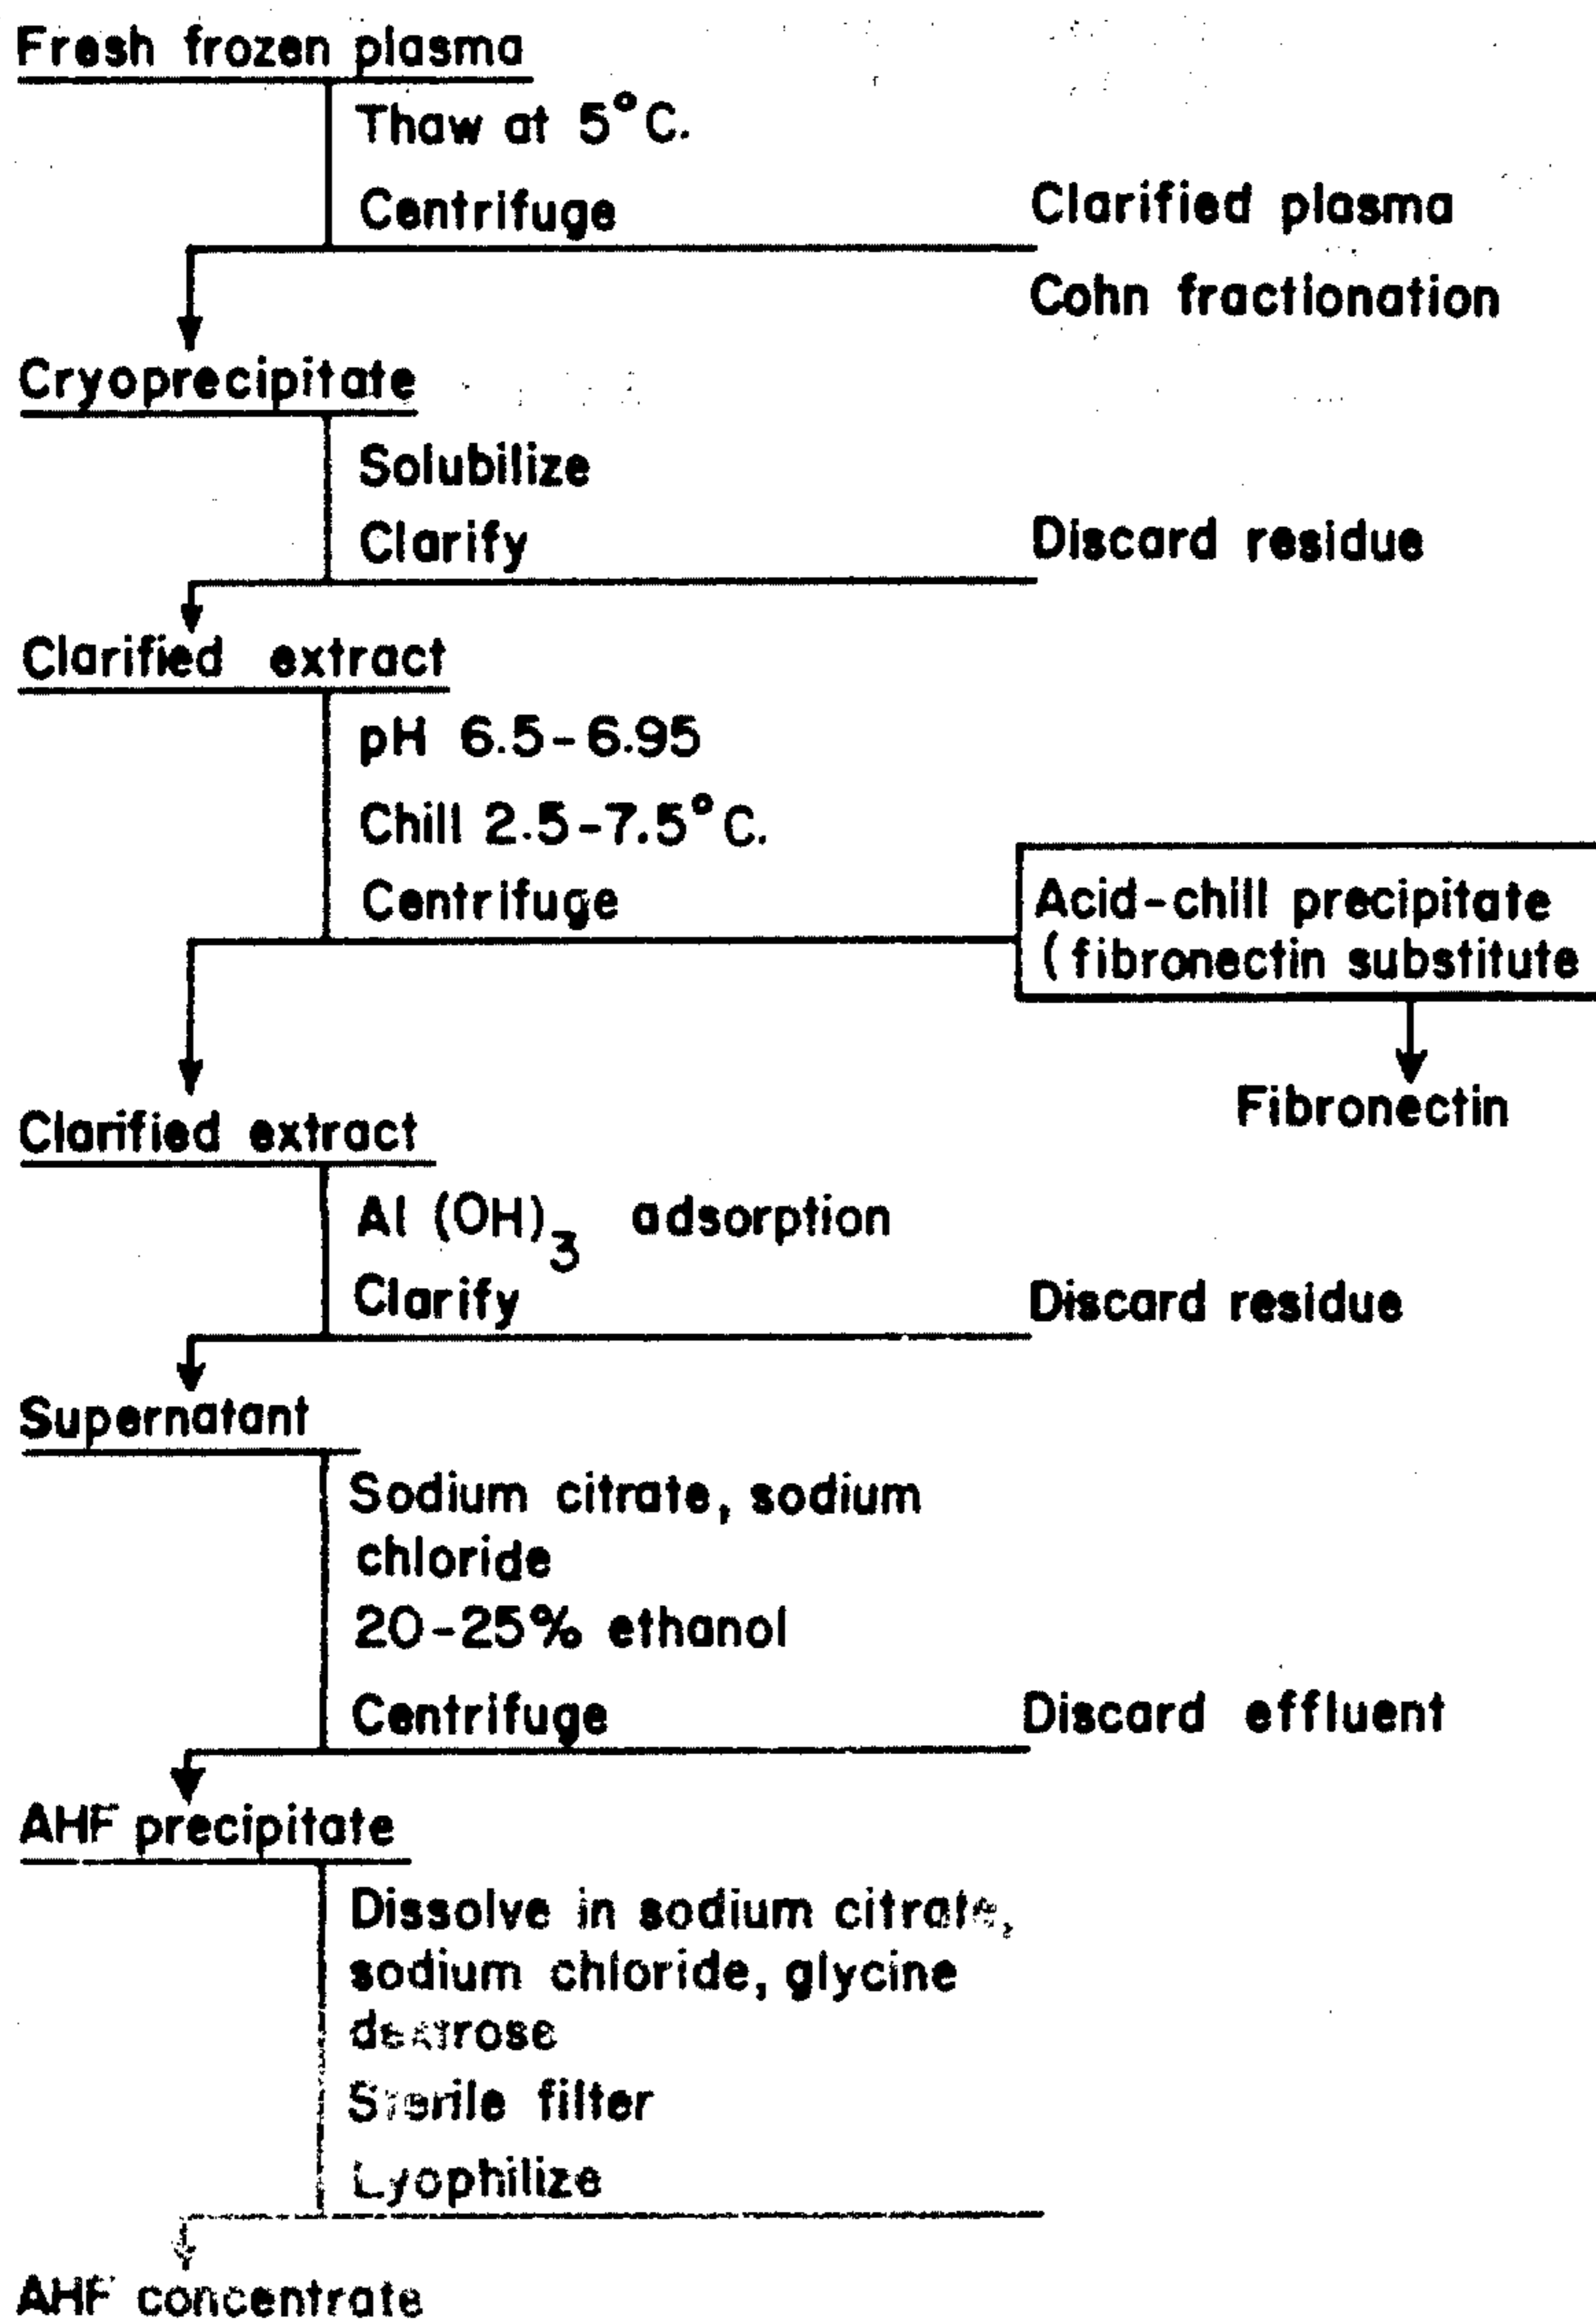 Fresh frozen plasma
Thaw at 5°C.
Centrifuge
Clarified plasma
Cohn fractionation
Cryoprecipitate
Solubilize
Clarify
Discard residue
Clarified extract
pH 6.5-6.95
Chill 2.5-7.5°C.
Centrifuge
Acid-chill precipitate
(fibronectin substitute
Fibronectin
Clarified extract
Al (OH)3 adsorption
Clarify
Discard residue
Supernatant
Sodium citrate, sodium
chloride
20-25% ethanol
Centrifuge
Discard effluent
AHF precipitate
Dissolve in sodium citrate,
sodium chloride, glycine
dextrose
Sterile filter
Lyophilize
AHF concentrate